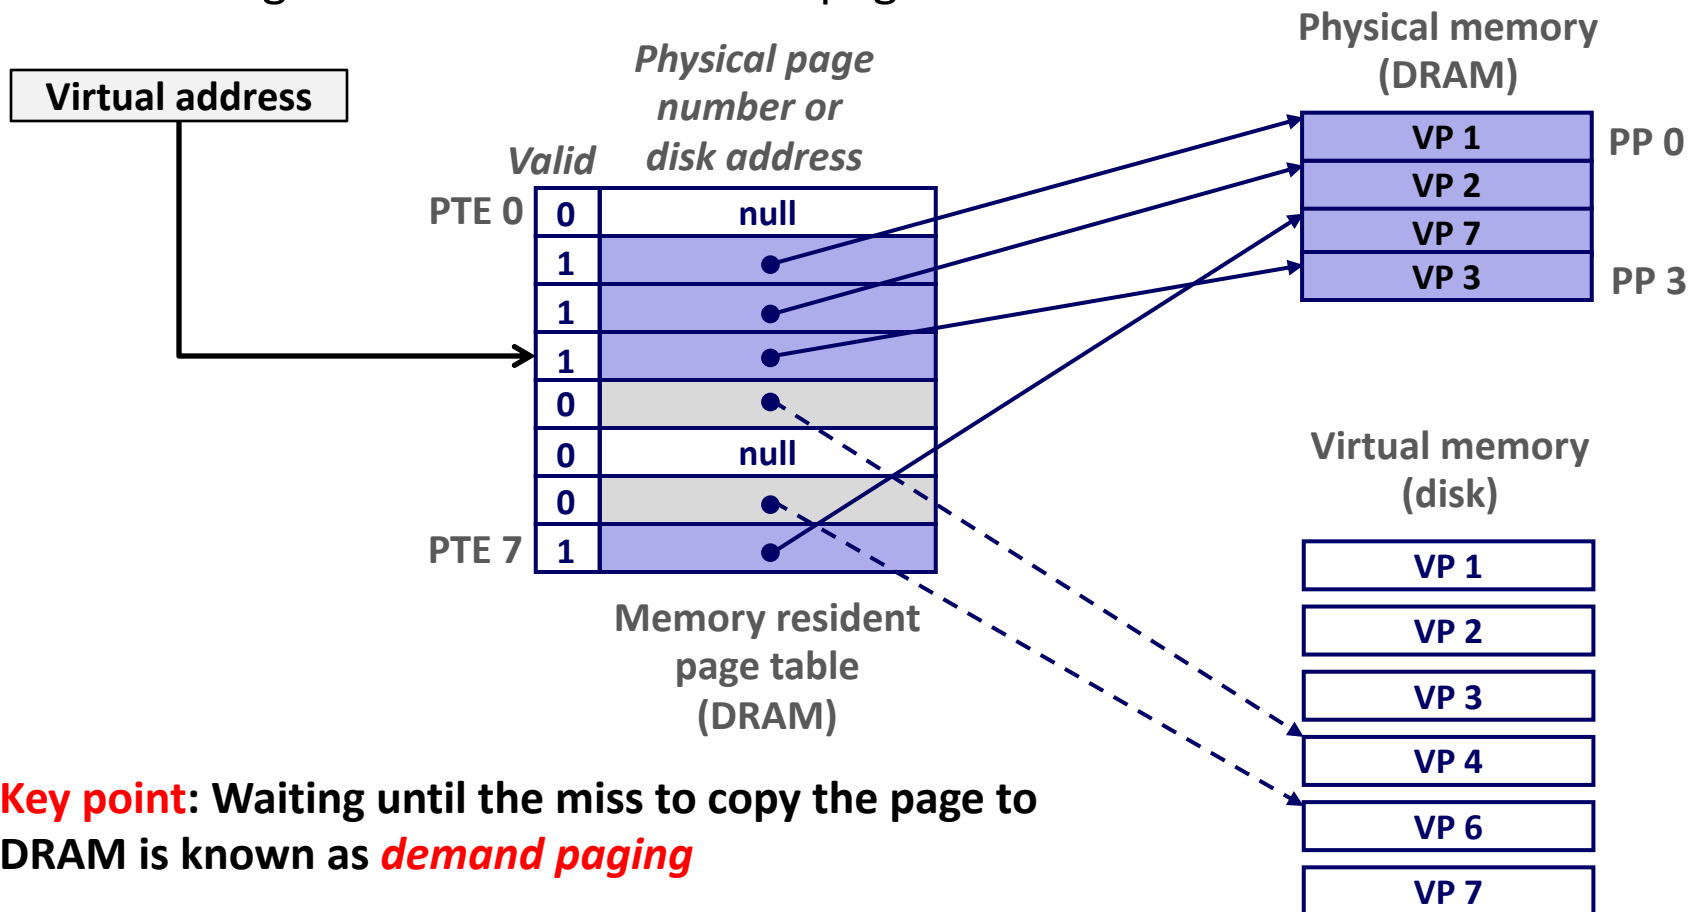 Virtual address
Physical page
number or
disk address
Valid
PTE 0
0 null
1
1
1
0
0 null
0
PTE 7
1
Memory resident
page table
(DRAM)
Physical memory
(DRAM)
VP 1
PP 0
VP 2
VP 7
VP 3
PP 3
Virtual memory
(disk)
VP 1
VP 2
VP 3
VP 4
VP 6
VP 7
Key point: Waiting until the miss to copy the page to
DRAM is known as demand paging